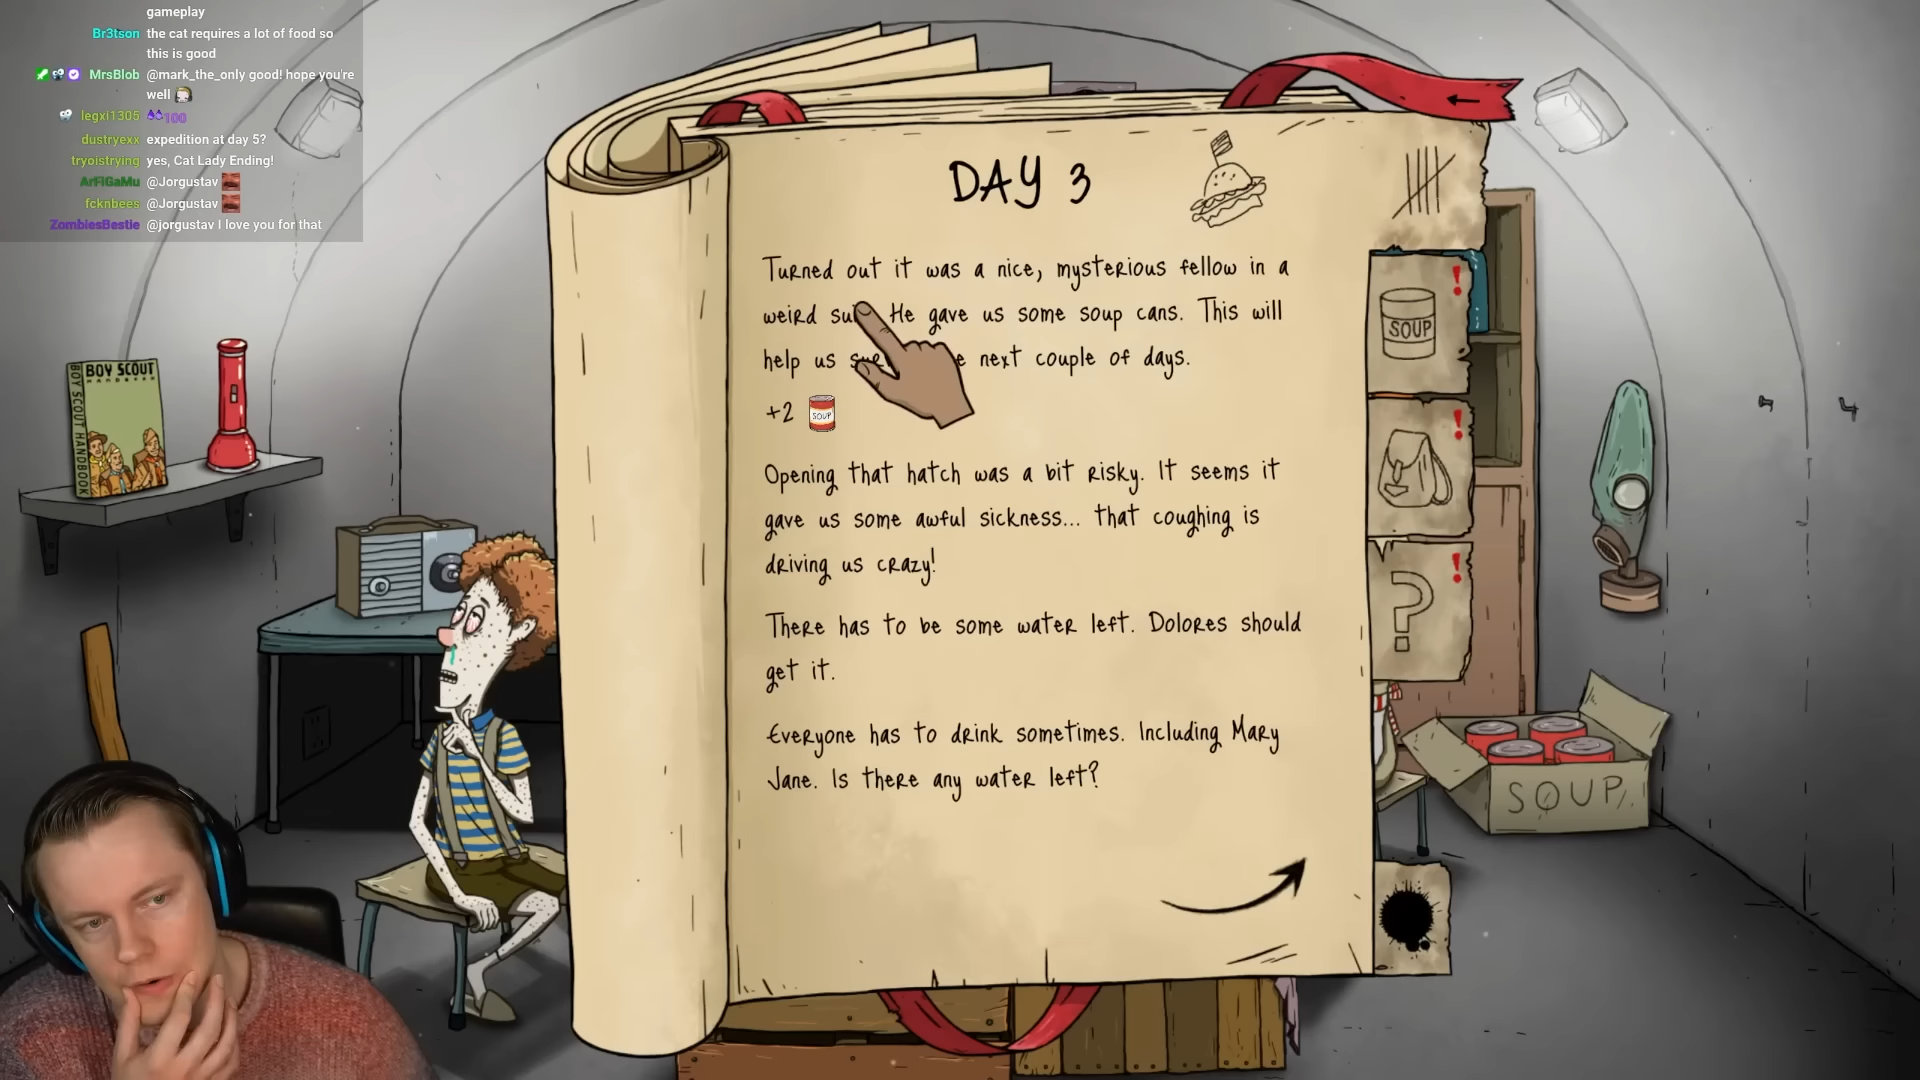 gameplay
Br3tson the cat requires a lot of food so
this is good
MrsBlob @mark_the_only good! hope you're
well
legxi1305 100
dustryexx expedition at day 5?
tryoistrying yes, Cat Lady Ending!
ArFiGaMu @Jorgustav
fcknbees @Jorgustav
ZombiesBestie @jorgustav I love you for that
DAY 3
Turned out it was a nice, mysterious fellow in a
weird He gave us some soup cans. This will
help us next couple of days.
+2 SOUP
Opening that hatch was a bit risky. It seems it
gave us some awful sickness... that coughing is
driving us crazy!
There has to be some water left. Dolores should
get it.
Everyone has to drink sometimes. Including Mary
Jane. Is there any water left?
!
SOUP
!
!
?
BOY SCOUT
HANDBOOK
BOY SCOUT HANDBOOK
SOUP